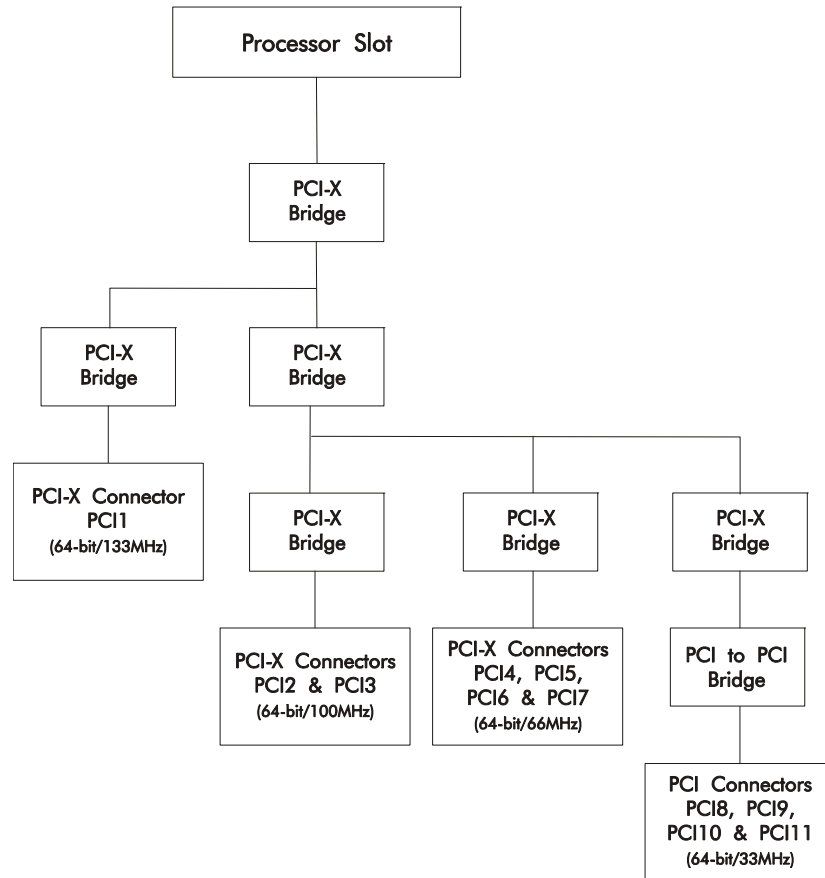 Processor Slot
PCI-X
Bridge
PCI-X
Bridge
PCI-X
Bridge
PCI-X Connector
PCI1
(64-bit/133MHz)
PCI-X
Bridge
PCI-X
Bridge
PCI-X
Bridge
PCI-X Connectors
PCI2 & PCI3
(64-bit/100MHz)
PCI-X Connectors
PCI4, PCI5,
PCI6 & PCI7
(64-bit/66MHz)
PCI to PCI
Bridge
PCI Connectors
PCI8, PCI9,
PCI10 & PCI11
(64-bit/33MHz)